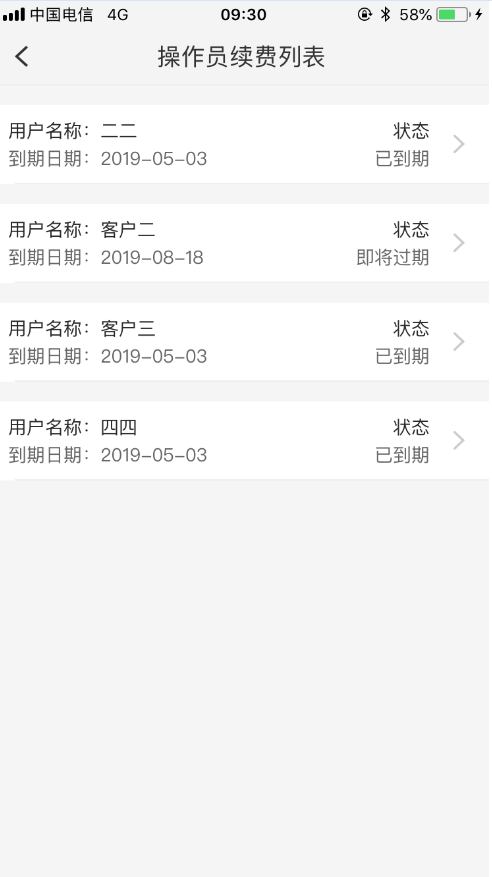 中国电信 4G 09:30 58%
操作员续费列表
用户名称：二二 状态
到期日期：2019-05-03 已到期
用户名称：客户二 状态
到期日期：2019-08-18 即将过期
用户名称：客户三 状态
到期日期：2019-05-03 已到期
用户名称：四四 状态
到期日期：2019-05-03 已到期